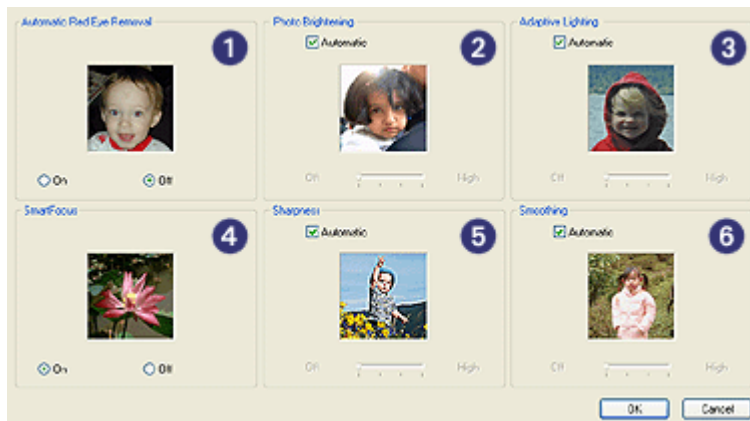 Automatic Red Eye Removal
1
On
Off
Photo Brightening
Automatic
2
Off
High
Adaptive Lighting
Automatic
3
Off
High
SmartFocus
4
On
Off
Sharpness
Automatic
5
Off
High
Smoothing
Automatic
6
Off
High
OK
Cancel